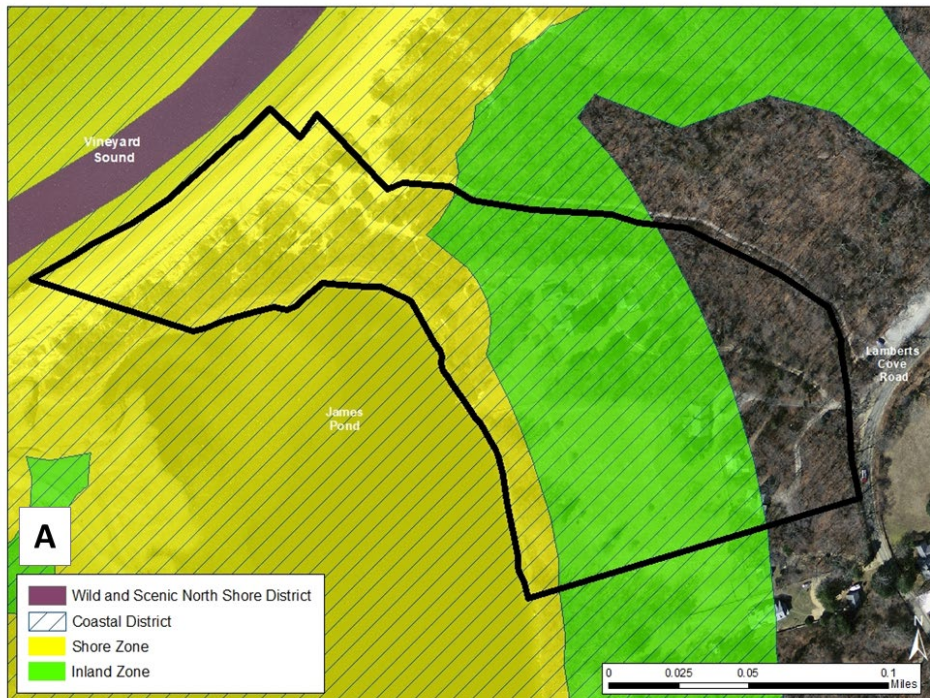 Vineyard
Sound
Lamberts
Cove
Road
James
Pond
A
Wild and Scenic North Shore District
Coastal District
Shore Zone
Inland Zone
N
0 0.025 0.05 0.1
Miles